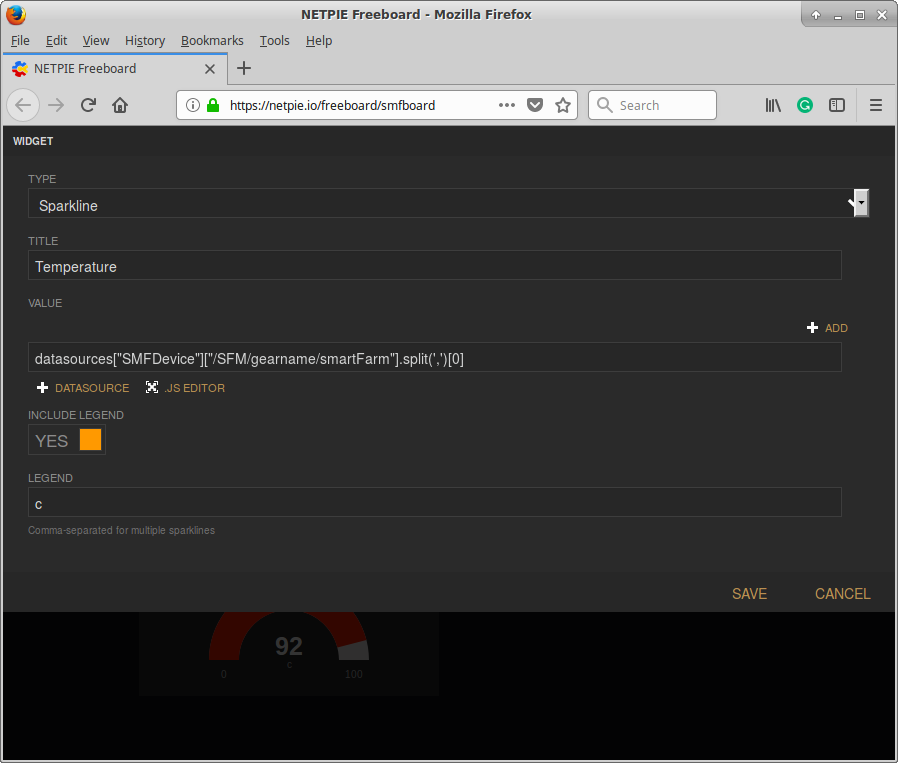 NETPIE Freeboard - Mozilla Firefox
File Edit View History Bookmarks Tools Help
NETPIE Freeboard
https://netpie.io/freeboard/smfboard
Search
WIDGET
TYPE
Sparkline
TITLE
Temperature
VALUE
ADD
datasources["SMFDevice"]["/SFM/gearname/smartFarm"].split(',')[0]
DATASOURCE .JS EDITOR
INCLUDE LEGEND
YES
LEGEND
c
Comma-separated for multiple sparklines
SAVE CANCEL
92
c
0 100